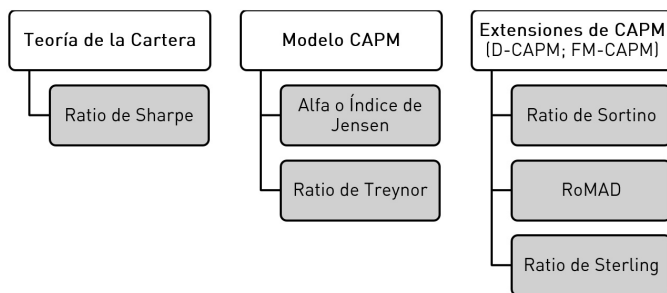 Teoría de la Cartera
Ratio de Sharpe
Modelo CAPM
Alfa o Índice de
Jensen
Ratio de Treynor
Extensiones de CAPM
(D-CAPM; FM-CAPM)
Ratio de Sortino
RoMAD
Ratio de Sterling